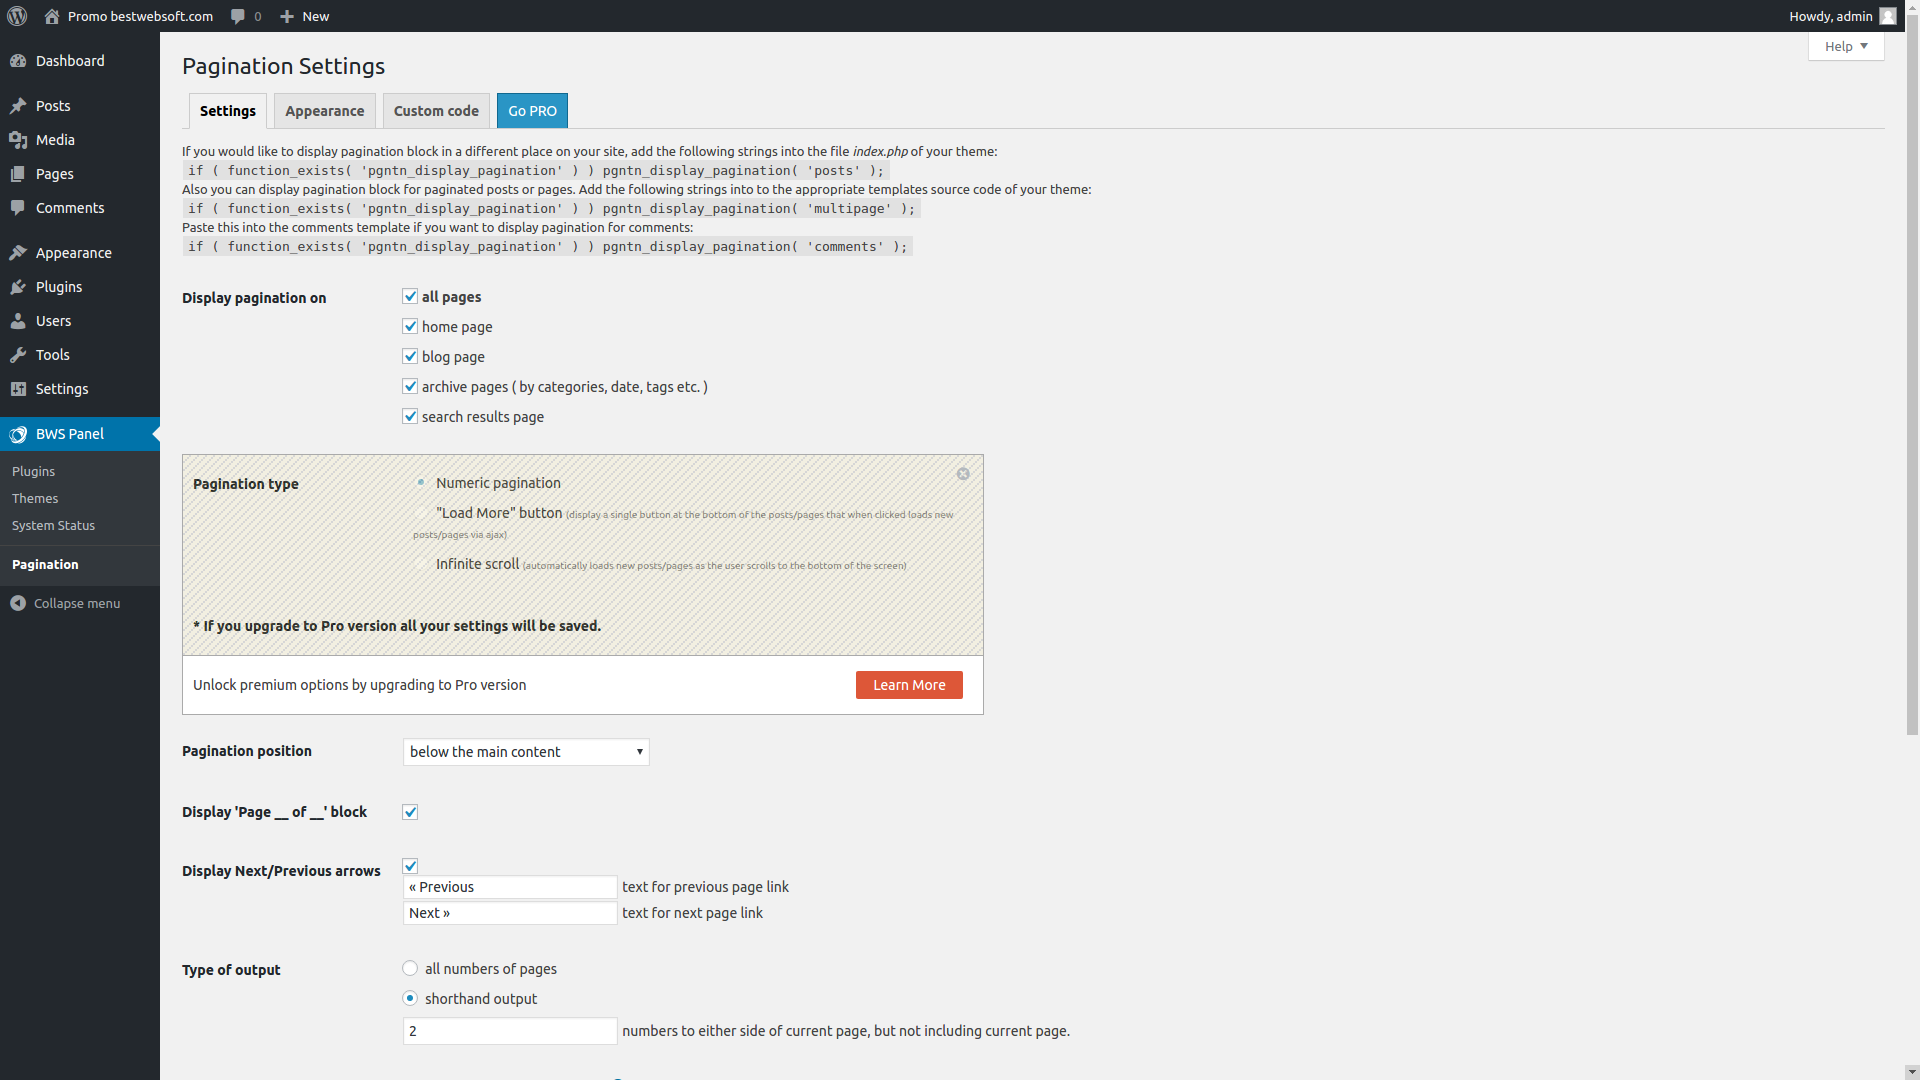 Promo bestwebsoft.com 0 New Howdy, admin
Help
Dashboard
Posts
Media
Pages
Comments
Appearance
Plugins
Users
Tools
Settings
BWS Panel
Plugins
Themes
System Status
Pagination
Collapse menu
Pagination Settings
Settings Appearance Custom code Go PRO
If you would like to display pagination block in a different place on your site, add the following strings into the file index.php of your theme:
if ( function_exists( 'pgntn_display_pagination' ) ) pgntn_display_pagination( 'posts' );
Also you can display pagination block for paginated posts or pages. Add the following strings into to the appropriate templates source code of your theme:
if ( function_exists( 'pgntn_display_pagination' ) ) pgntn_display_pagination( 'multipage' );
Paste this into the comments template if you want to display pagination for comments:
if ( function_exists( 'pgntn_display_pagination' ) ) pgntn_display_pagination( 'comments' );
Display pagination on all pages
home page
blog page
archive pages ( by categories, date, tags etc. )
search results page
Pagination type Numeric pagination
"Load More" button (display a single button at the bottom of the posts/pages that when clicked loads new
posts/pages via ajax)
Infinite scroll (automatically loads new posts/pages as the user scrolls to the bottom of the screen)
* If you upgrade to Pro version all your settings will be saved.
Unlock premium options by upgrading to Pro version Learn More
Pagination position below the main content
Display 'Page __ of __' block
Display Next/Previous arrows
« Previous text for previous page link
Next » text for next page link
Type of output all numbers of pages
shorthand output
2 numbers to either side of current page, but not including current page.